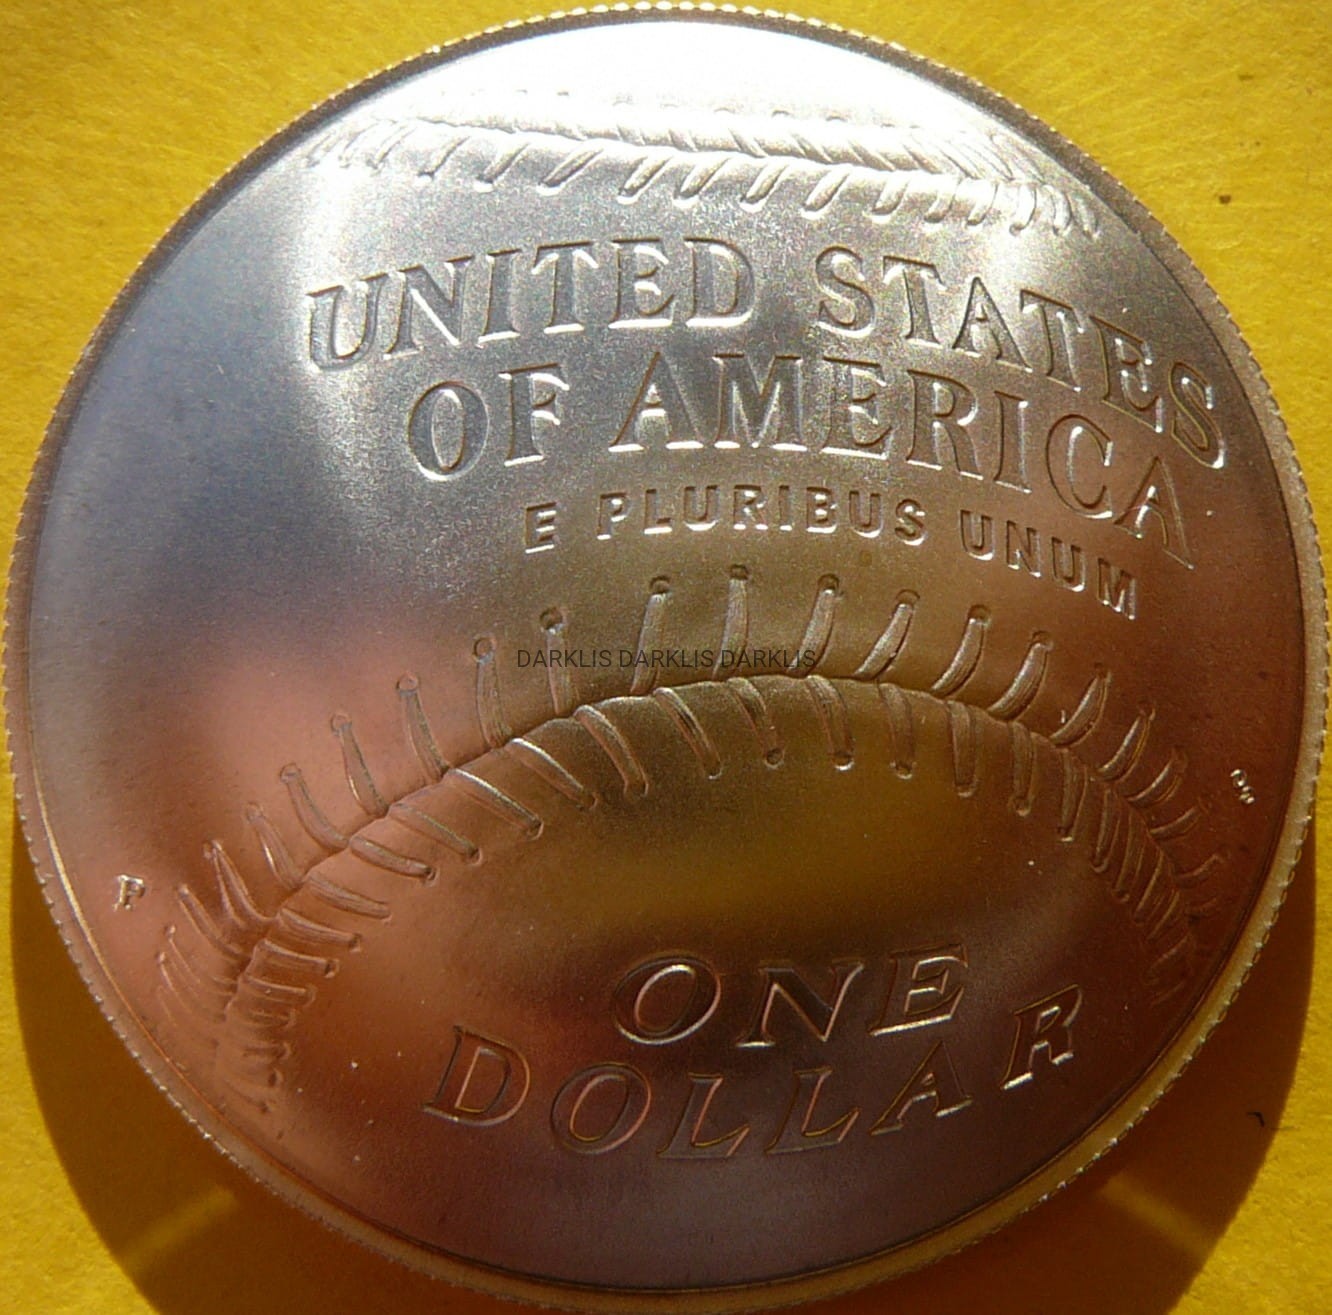 UNITED STATES
OF AMERICA
E PLURIBUS UNUM
DARKLIS DARKLIS DARKLIS
P
ONE
DOLLAR